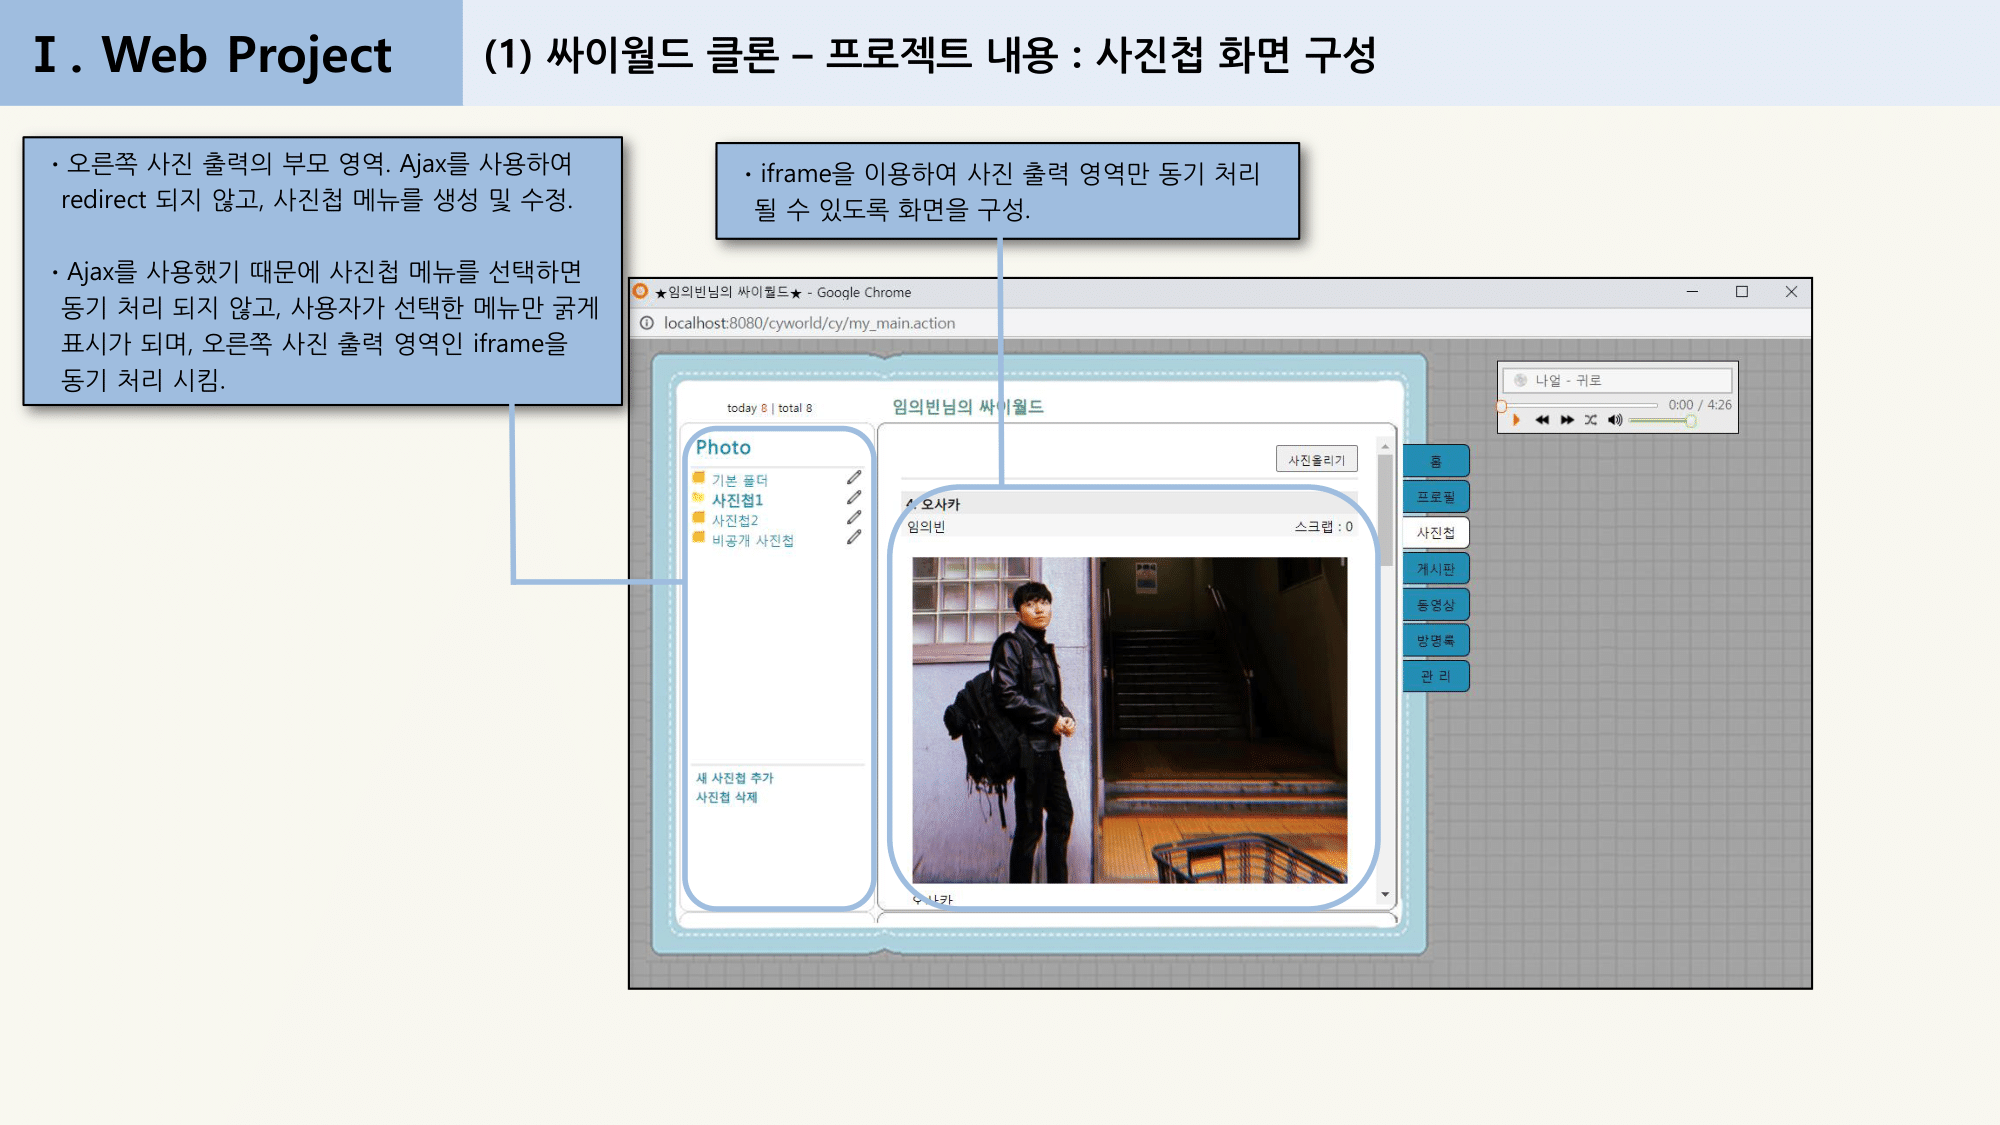 Ⅰ. Web Project
(1) 싸이월드 클론 – 프로젝트 내용 : 사진첩 화면 구성
· 오른쪽 사진 출력의 부모 영역. Ajax를 사용하여
redirect 되지 않고, 사진첩 메뉴를 생성 및 수정.
· Ajax를 사용했기 때문에 사진첩 메뉴를 선택하면
동기 처리 되지 않고, 사용자가 선택한 메뉴만 굵게
표시가 되며, 오른쪽 사진 출력 영역인 iframe을
동기 처리 시킴.
· iframe을 이용하여 사진 출력 영역만 동기 처리
될 수 있도록 화면을 구성.
★임의빈님의 싸이월드★ - Google Chrome
localhost:8080/cyworld/cy/my_main.action
today 8 | total 8
임의빈님의 싸이월드
Photo
기본 폴더
사진첩1
사진첩2
비공개 사진첩
새 사진첩 추가
사진첩 삭제
사진올리기
4. 오사카
임의빈
스크랩 : 0
오사카
홈
프로필
사진첩
게시판
동영상
방명록
관 리
나얼 - 귀로
0:00 / 4:26